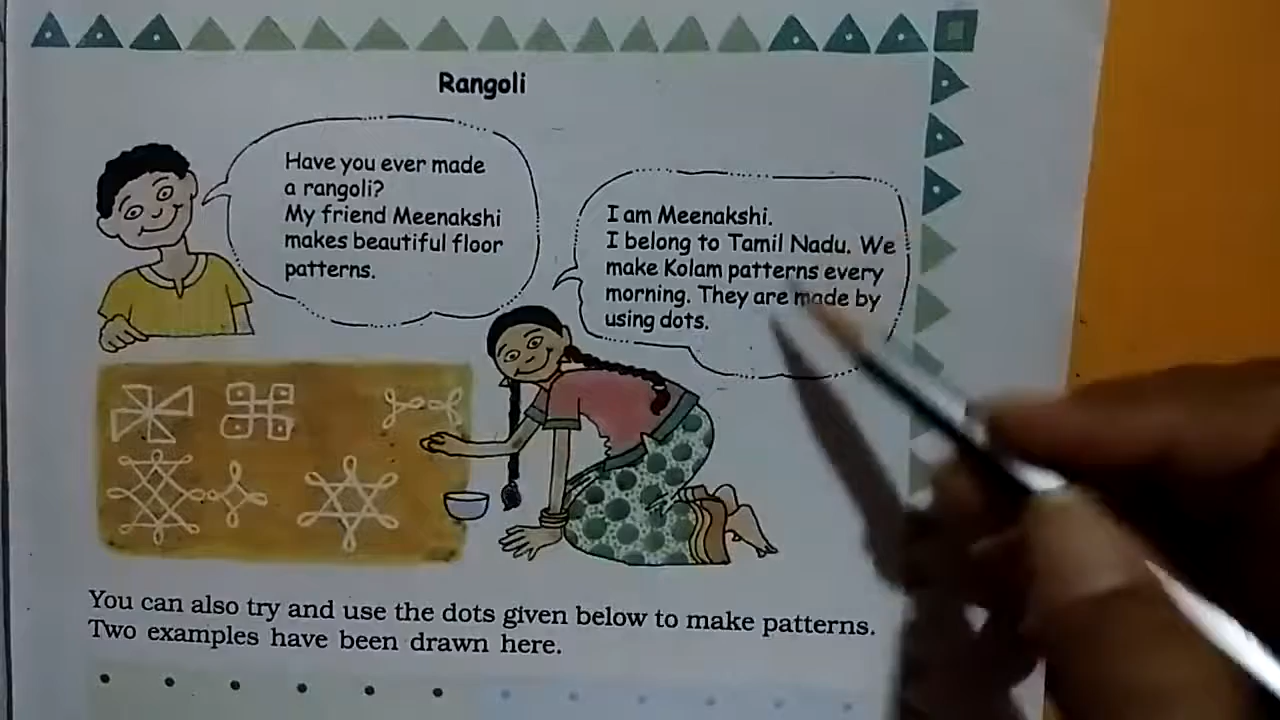 Rangoli
Have you ever made
a rangoli?
My friend Meenakshi
makes beautiful floor
patterns.
I am Meenakshi.
I belong to Tamil Nadu. We
make Kolam patterns every
morning. They are made by
using dots.
You can also try and use the dots given below to make patterns.
Two examples have been drawn here.